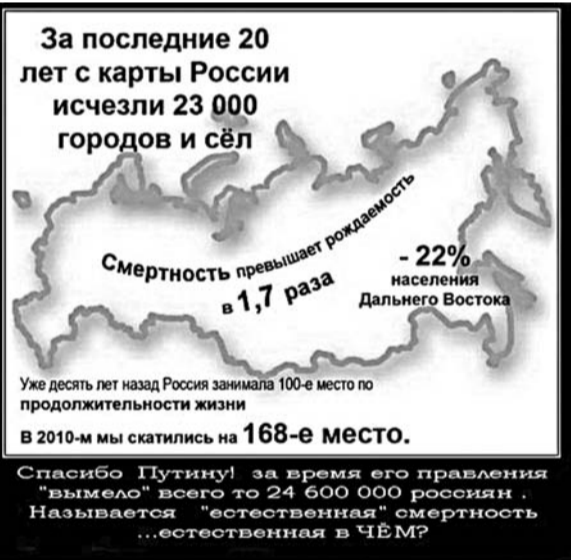 За последние 20
лет с карты России
исчезли 23 000
городов и сёл
Смертность превышает рождаемость
в 1,7 раза
- 22%
населения
Дальнего Востока
Уже десять лет назад Россия занимала 100-е место по
продолжительности жизни
в 2010-м мы скатились на 168-е место.
Спасибо Путину! за время его правления
"вымело" всего то 24 600 000 россиян .
Называется "естественная" смертность
...естественная в ЧЁМ?